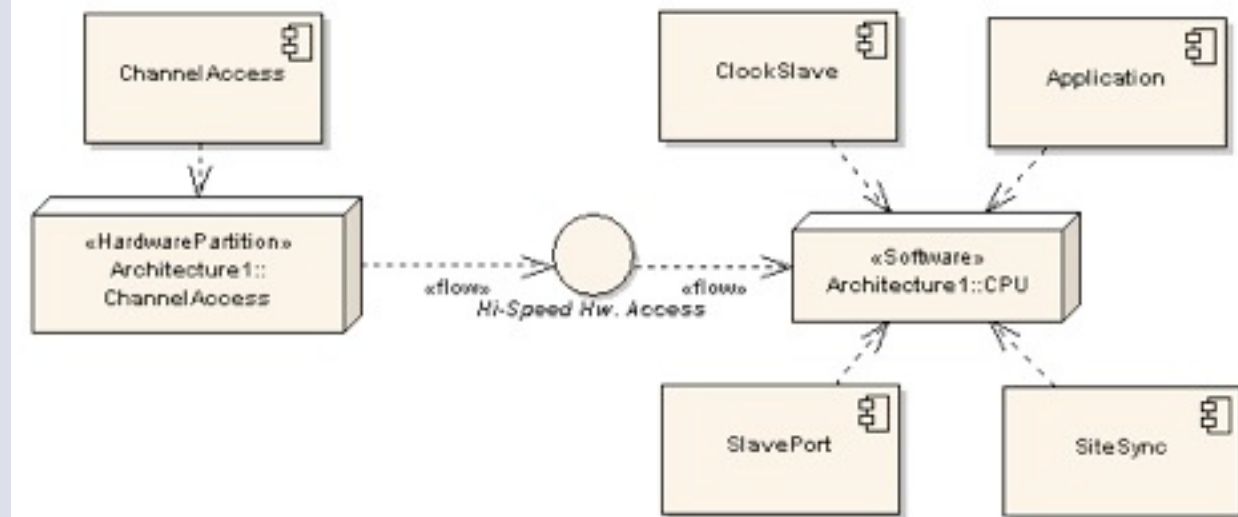 ChannelAccess
ClockSlave
Application
«HardwarePartition»
Architecture1::
ChannelAccess
«flow»
Hi-Speed Hw. Access
«flow»
«Software»
Architecture1::CPU
SlavePort
SiteSync